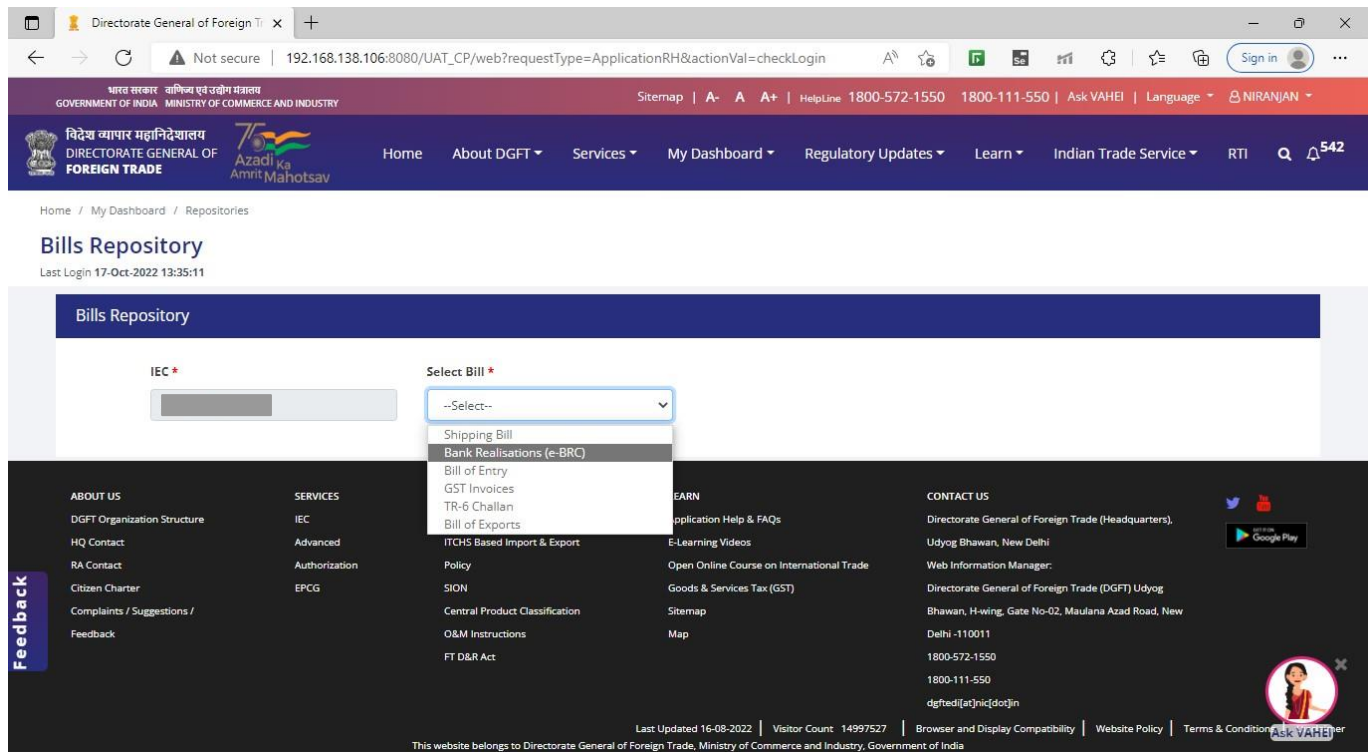 Directorate General of Foreign Tr
Not secure | 192.168.138.106:8080/UAT_CP/web?requestType=ApplicationRH&actionVal=checkLogin
Sign in
भारत सरकार वाणिज्य एवं उद्योग मंत्रालय
GOVERNMENT OF INDIA MINISTRY OF COMMERCE AND INDUSTRY
Sitemap | A- A A+ | HelpLine 1800-572-1550 1800-111-550 | Ask VAHEI | Language NIRANJAN
विदेश व्यापार महानिदेशालय
DIRECTORATE GENERAL OF
FOREIGN TRADE
Azadi Ka
Amrit Mahotsav
Home About DGFT Services My Dashboard Regulatory Updates Learn Indian Trade Service RTI 542
Home / My Dashboard / Repositories
Bills Repository
Last Login 17-Oct-2022 13:35:11
Bills Repository
IEC *
Select Bill *
--Select--
Shipping Bill
Bank Realisations (e-BRC)
Bill of Entry
GST Invoices
TR-6 Challan
Bill of Exports
ABOUT US
DGFT Organization Structure
HQ Contact
RA Contact
Citizen Charter
Complaints / Suggestions /
Feedback
SERVICES
IEC
Advanced
Authorization
EPCG
ITCHS Based Import & Export
Policy
SION
Central Product Classification
O&M Instructions
FT D&R Act
EARN
pplication Help & FAQs
E-Learning Videos
Open Online Course on International Trade
Goods & Services Tax (GST)
Sitemap
Map
CONTACT US
Directorate General of Foreign Trade (Headquarters),
Udyog Bhawan, New Delhi
Web Information Manager:
Directorate General of Foreign Trade (DGFT) Udyog
Bhawan, H-wing, Gate No-02, Maulana Azad Road, New
Delhi -110011
1800-572-1550
1800-111-550
dgftedi[at]nic[dot]in
GET IT ON
Google Play
Feedback
Ask VAHEI
Last Updated 16-08-2022 | Visitor Count 14997527 | Browser and Display Compatibility | Website Policy | Terms & Condition
This website belongs to Directorate General of Foreign Trade, Ministry of Commerce and Industry, Government of India